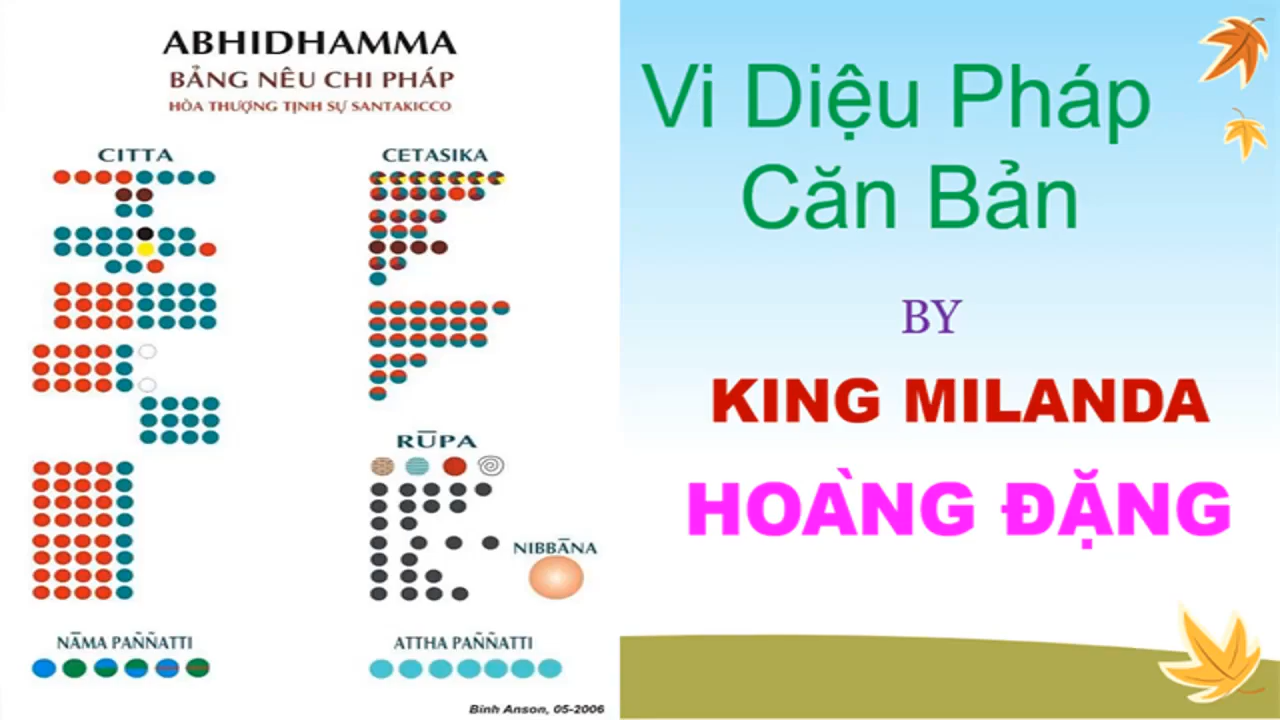 ABHIDHAMMA
BẢNG NÊU CHI PHÁP
HÒA THƯỢNG TỊNH SỰ SANTAKICCO
CITTA
CETASIKA
RŪPA
NIBBĀNA
NĀMA PAÑÑATTI
ATTHA PAÑÑATTI
Binh Anson, 05-2006
Vi Diệu Pháp
Căn Bản
BY
KING MILANDA
HOÀNG ĐẶNG